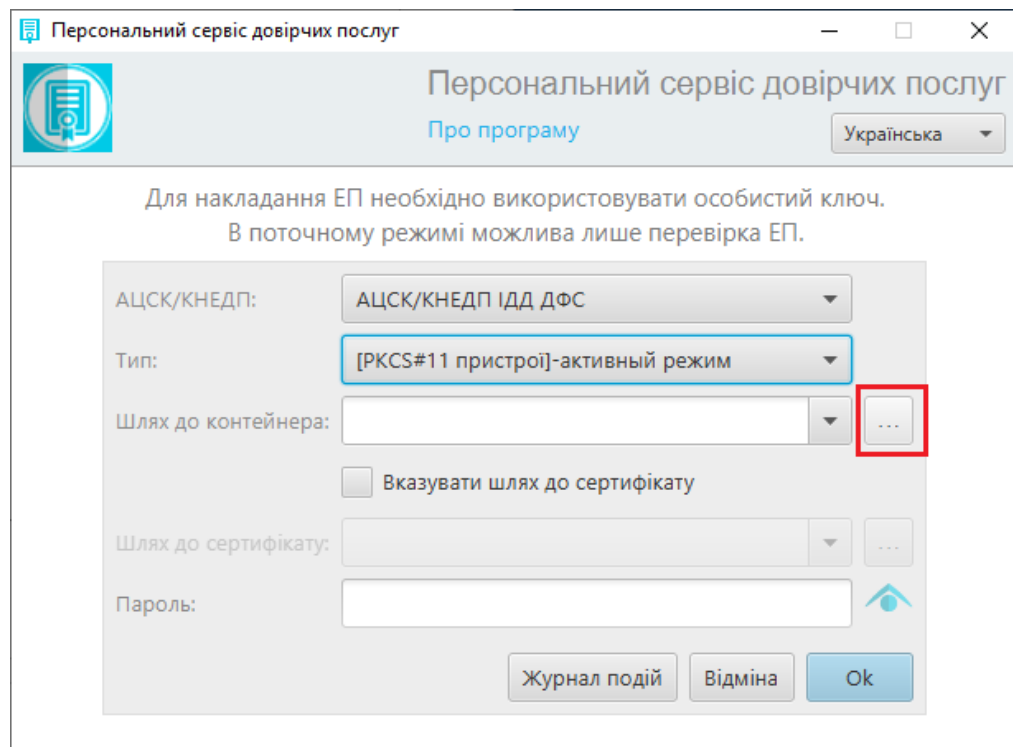 Персональний сервіс довірчих послуг
Персональний сервіс довірчих послуг
Про програму
Українська
Для накладання ЕП необхідно використовувати особистий ключ.
В поточному режимі можлива лише перевірка ЕП.
АЦСК/КНЕДП: АЦСК/КНЕДП ІДД ДФС
Тип: [PKCS#11 пристрої]-активный режим
Шлях до контейнера: ...
Вказувати шлях до сертифікату
Шлях до сертифікату: ...
Пароль:
Журнал подій Відміна Ok